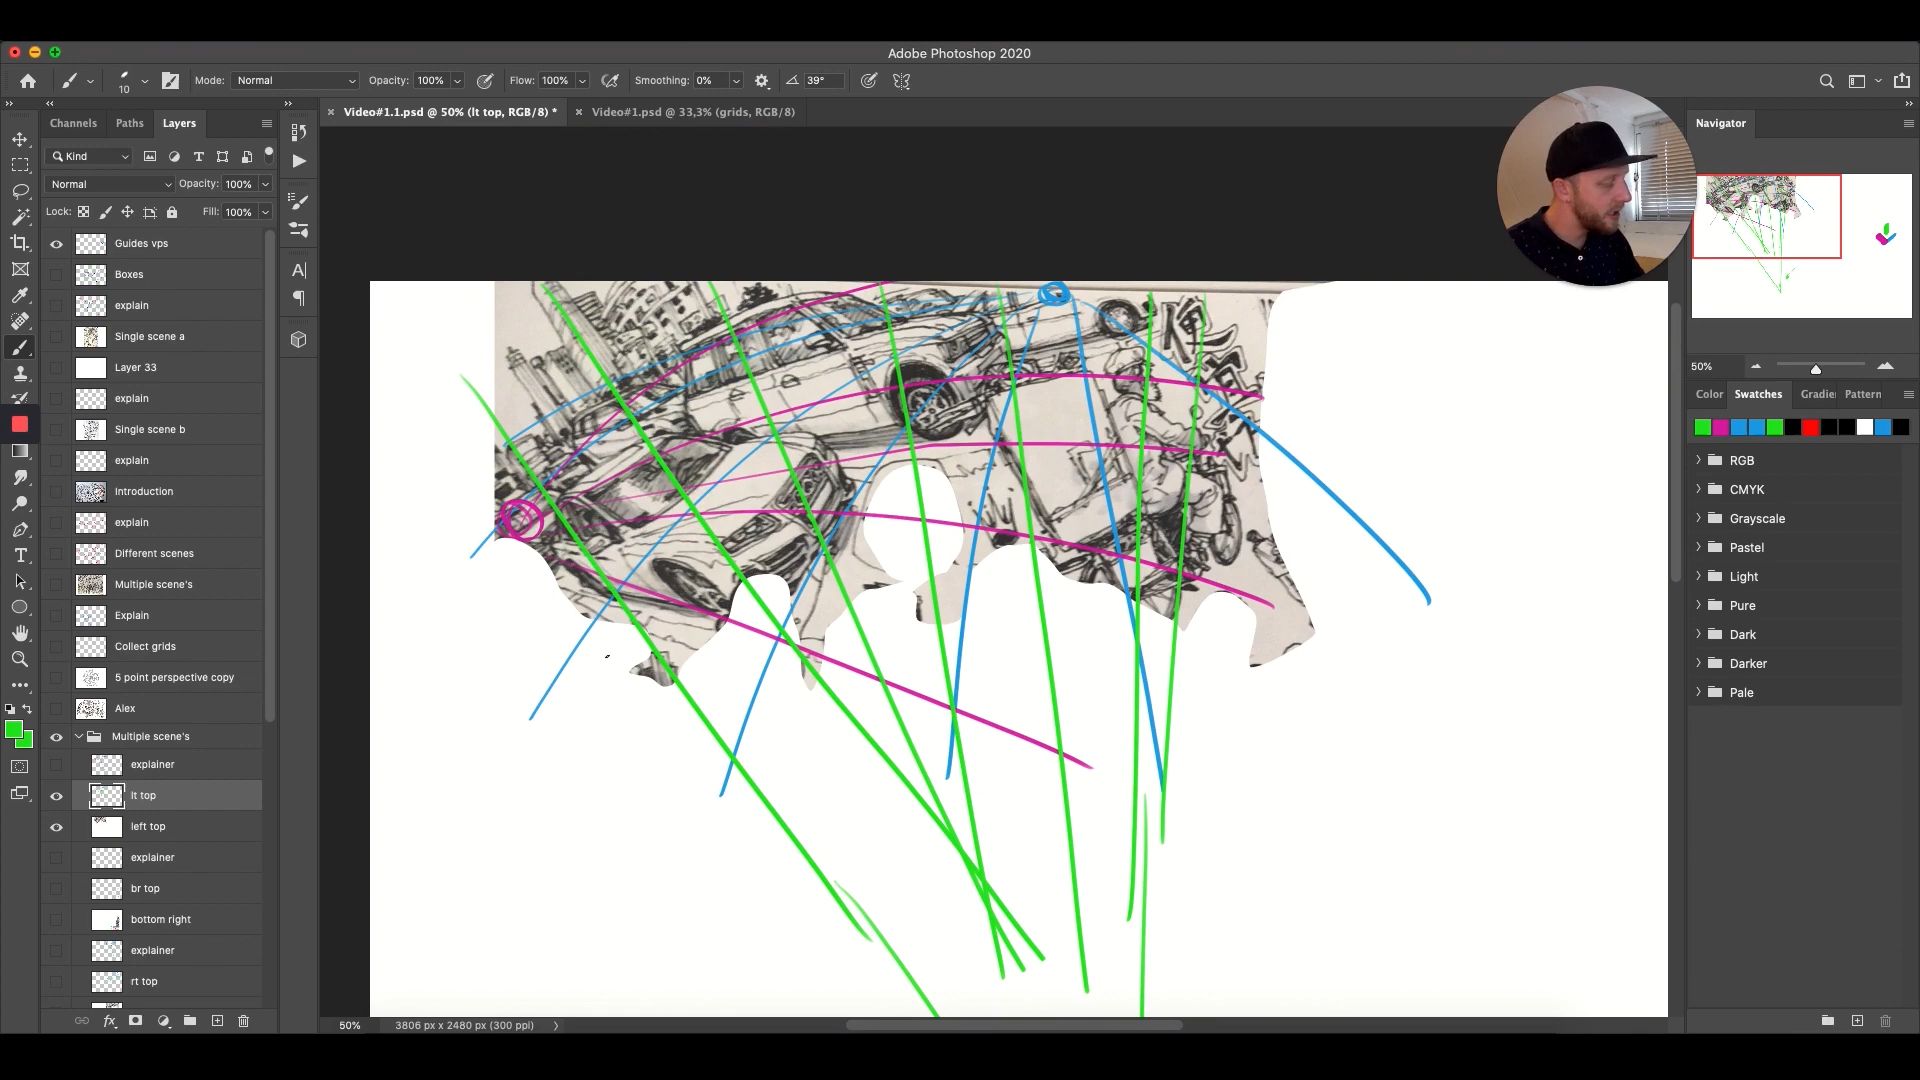 Adobe Photoshop 2020
10
Mode: Normal
Opacity: 100%
Flow: 100%
Smoothing: 0%
39°
Video#1.1.psd @ 50% (lt top, RGB/8) *
Video#1.psd @ 33,3% (grids, RGB/8)
Channels
Paths
Layers
Kind
Normal
Opacity: 100%
Lock:
Fill: 100%
Guides vps
Boxes
explain
Single scene a
Layer 33
explain
Single scene b
explain
Introduction
explain
Different scenes
Multiple scene's
Explain
Collect grids
5 point perspective copy
Alex
Multiple scene's
explainer
lt top
left top
explainer
br top
bottom right
explainer
rt top
50%
3806 px x 2480 px (300 ppi)
Navigator
50%
Color
Swatches
Gradie
Pattern
RGB
CMYK
Grayscale
Pastel
Light
Pure
Dark
Darker
Pale